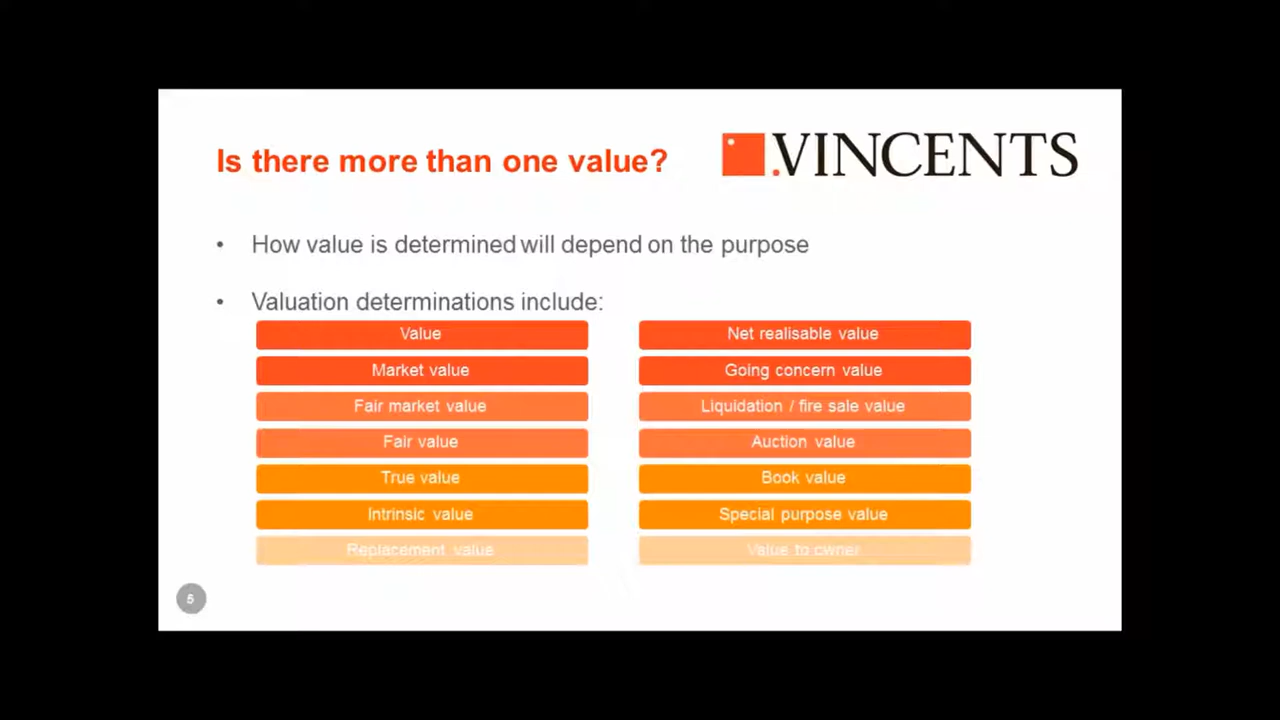 Is there more than one value?
.VINCENTS
• How value is determined will depend on the purpose
• Valuation determinations include:
Value
Market value
Fair market value
Fair value
True value
Intrinsic value
Replacement value
Net realisable value
Going concern value
Liquidation / fire sale value
Auction value
Book value
Special purpose value
Value to owner
5